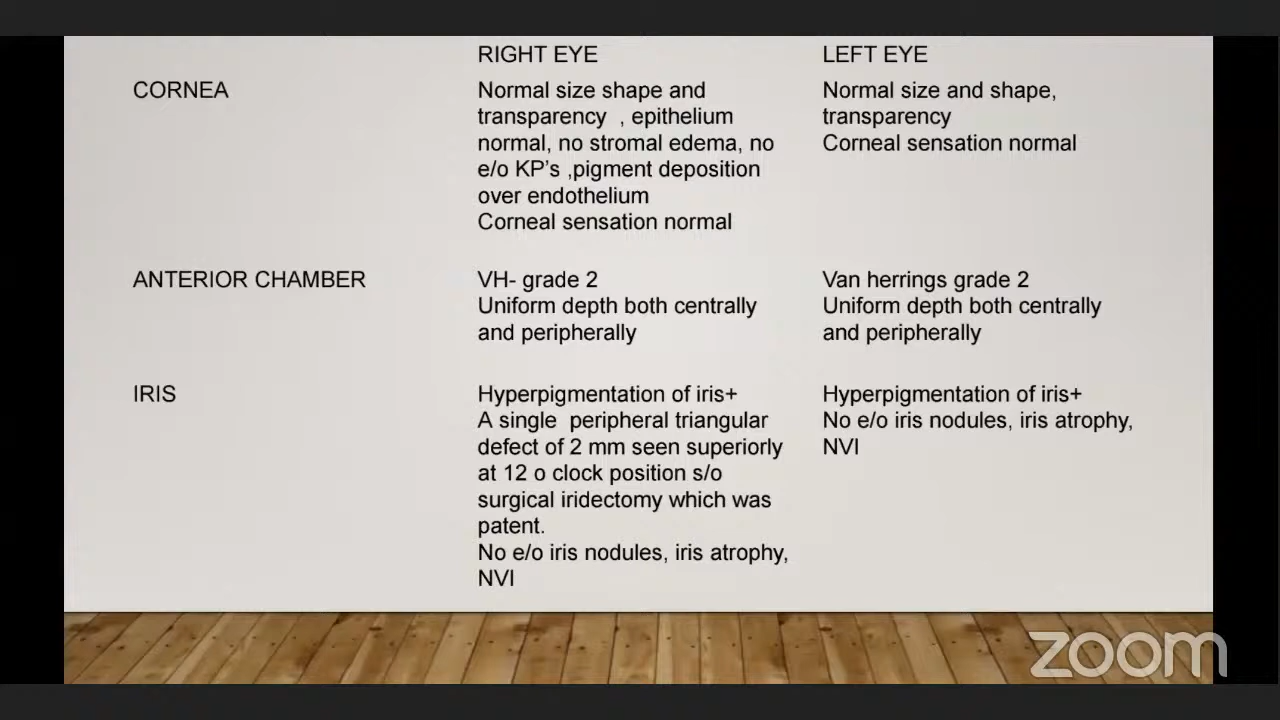 RIGHT EYE
LEFT EYE
CORNEA
Normal size shape and
transparency , epithelium
normal, no stromal edema, no
e/o KP's ,pigment deposition
over endothelium
Corneal sensation normal
Normal size and shape,
transparency
Corneal sensation normal
ANTERIOR CHAMBER
VH- grade 2
Uniform depth both centrally
and peripherally
Van herrings grade 2
Uniform depth both centrally
and peripherally
IRIS
Hyperpigmentation of iris+
A single peripheral triangular
defect of 2 mm seen superiorly
at 12 o clock position s/o
surgical iridectomy which was
patent.
No e/o iris nodules, iris atrophy,
NVI
Hyperpigmentation of iris+
No e/o iris nodules, iris atrophy,
NVI
zoom